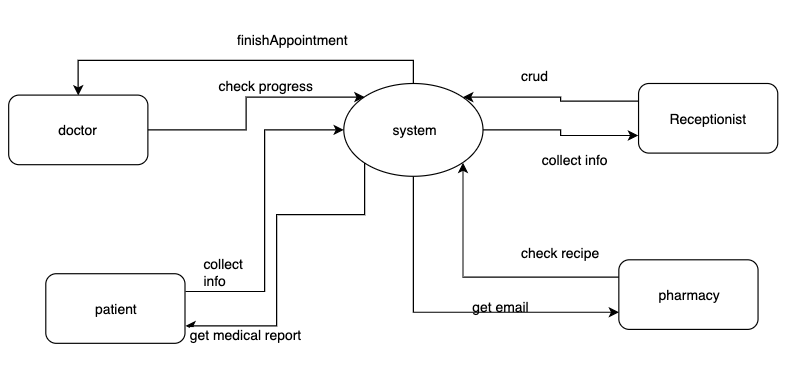 finishAppointment
crud
check progress
doctor
system
Receptionist
collect info
collect
info
check recipe
patient
pharmacy
get email
get medical report